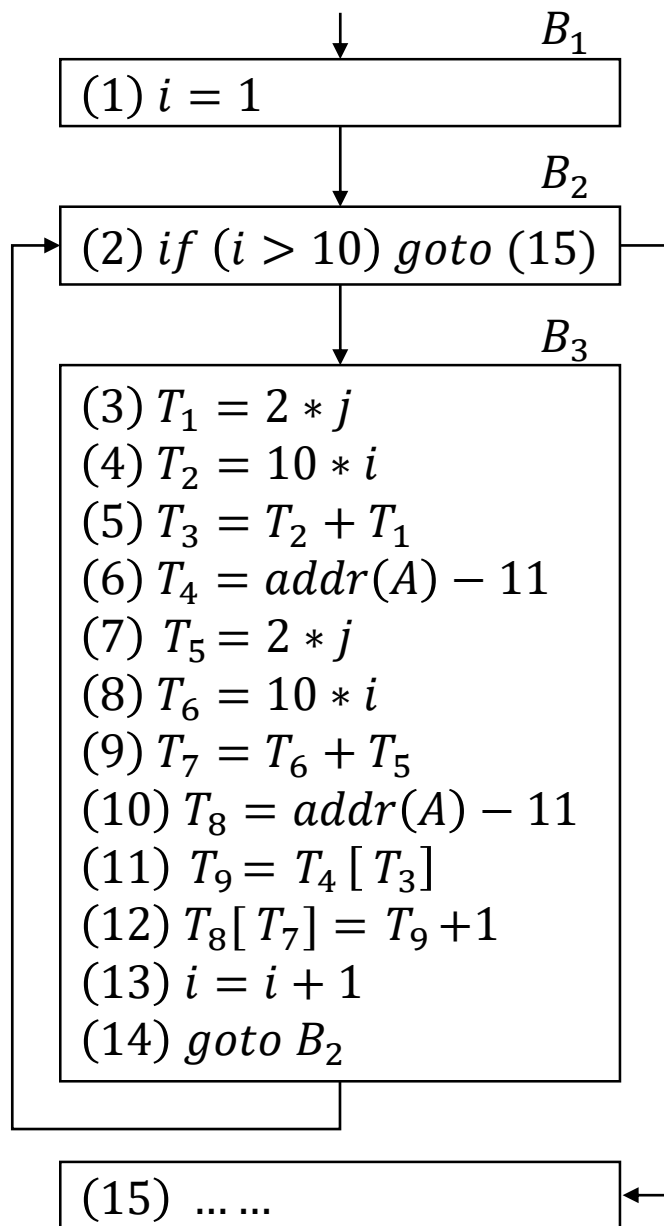 B₁
(1) i = 1
B₂
(2) if (i > 10) goto (15)
B₃
(3) T₁ = 2 * j
(4) T₂ = 10 * i
(5) T₃ = T₂ + T₁
(6) T₄ = addr(A) − 11
(7) T₅ = 2 * j
(8) T₆ = 10 * i
(9) T₇ = T₆ + T₅
(10) T₈ = addr(A) − 11
(11) T₉ = T₄ [ T₃]
(12) T₈[ T₇] = T₉ +1
(13) i = i + 1
(14) goto B₂
(15) ... ...